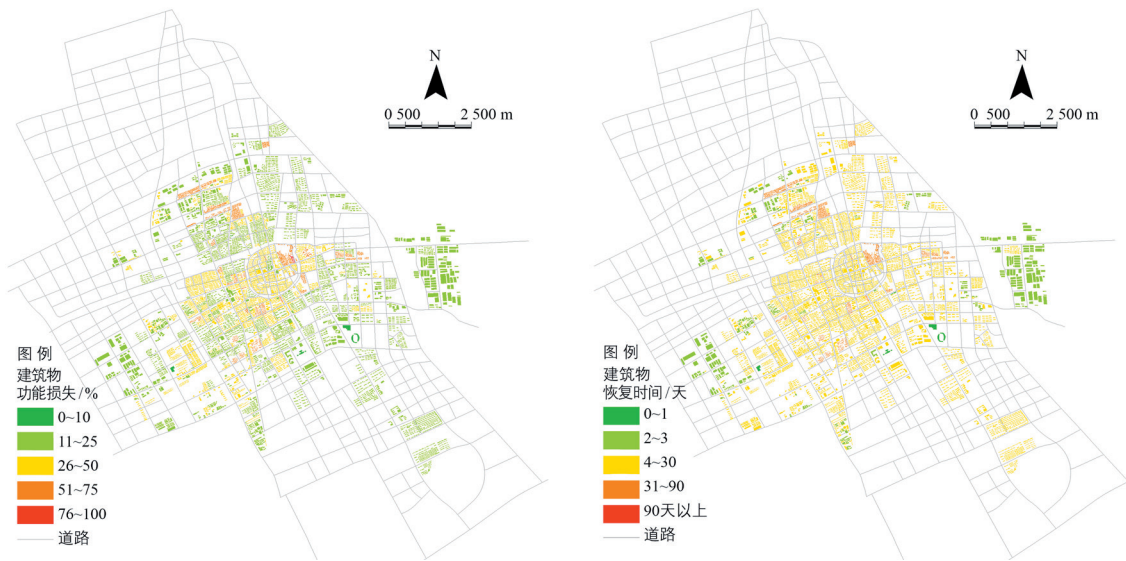 N
0 500 2 500 m
图 例
建筑物
功能损失/%
0~10
11~25
26~50
51~75
76~100
道路
N
0 500 2 500 m
图 例
建筑物
恢复时间/天
0~1
2~3
4~30
31~90
90天以上
道路